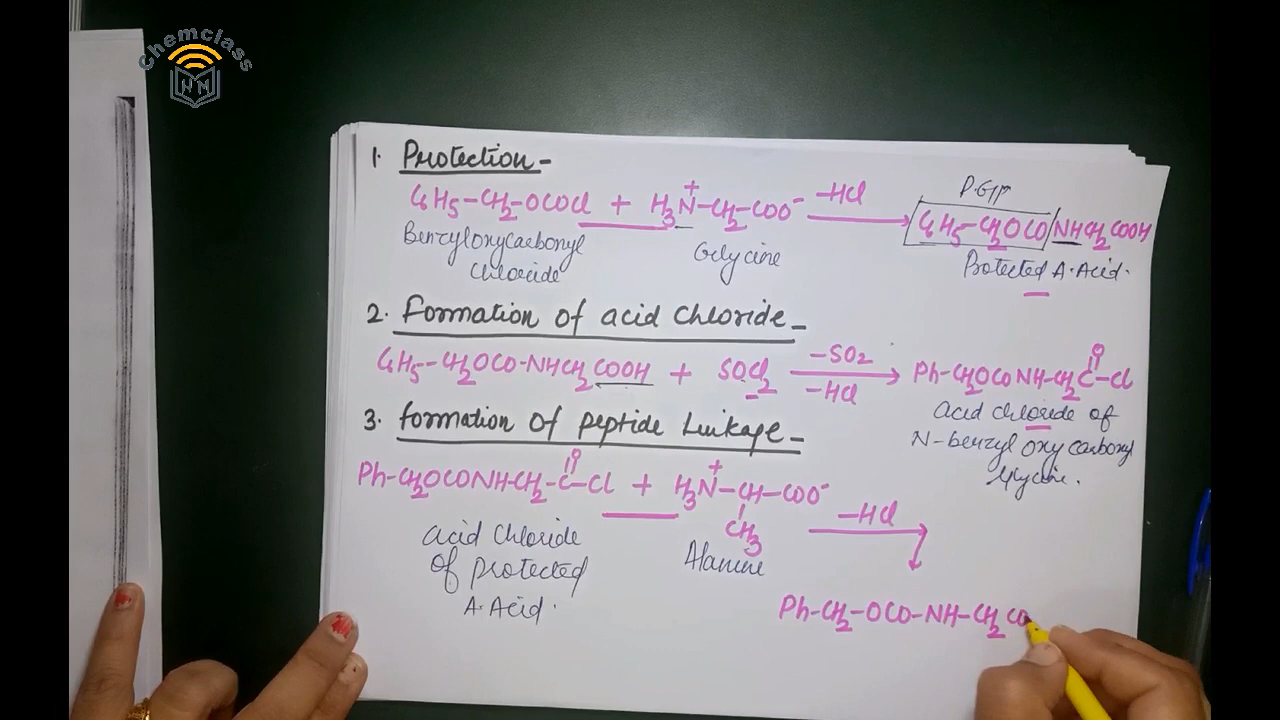 Chemclass
NM
1. Protection-
C6H5-CH2-OCOCl + H3N+-CH2-COO- -HCl → P.Grp C6H5-CH2OCO NHCH2COOH
Benzyloxycarbonyl Glycine Protected A.Acid.
Chloride
2. Formation of acid chloride-
C6H5-CH2OCO-NHCH2COOH + SOCl2 -SO2 -HCl → Ph-CH2OCONH-CH2C(=O)-Cl
acid chloride of
N-benzyl oxy carbonyl
Glycine.
3. formation of peptide Linkage-
Ph-CH2OCONH-CH2-C(=O)-Cl + H3N+-CH-COO- -HCl
CH3
acid chloride Alanine
of protected
A.Acid.
Ph-CH2-OCO-NH-CH2CO